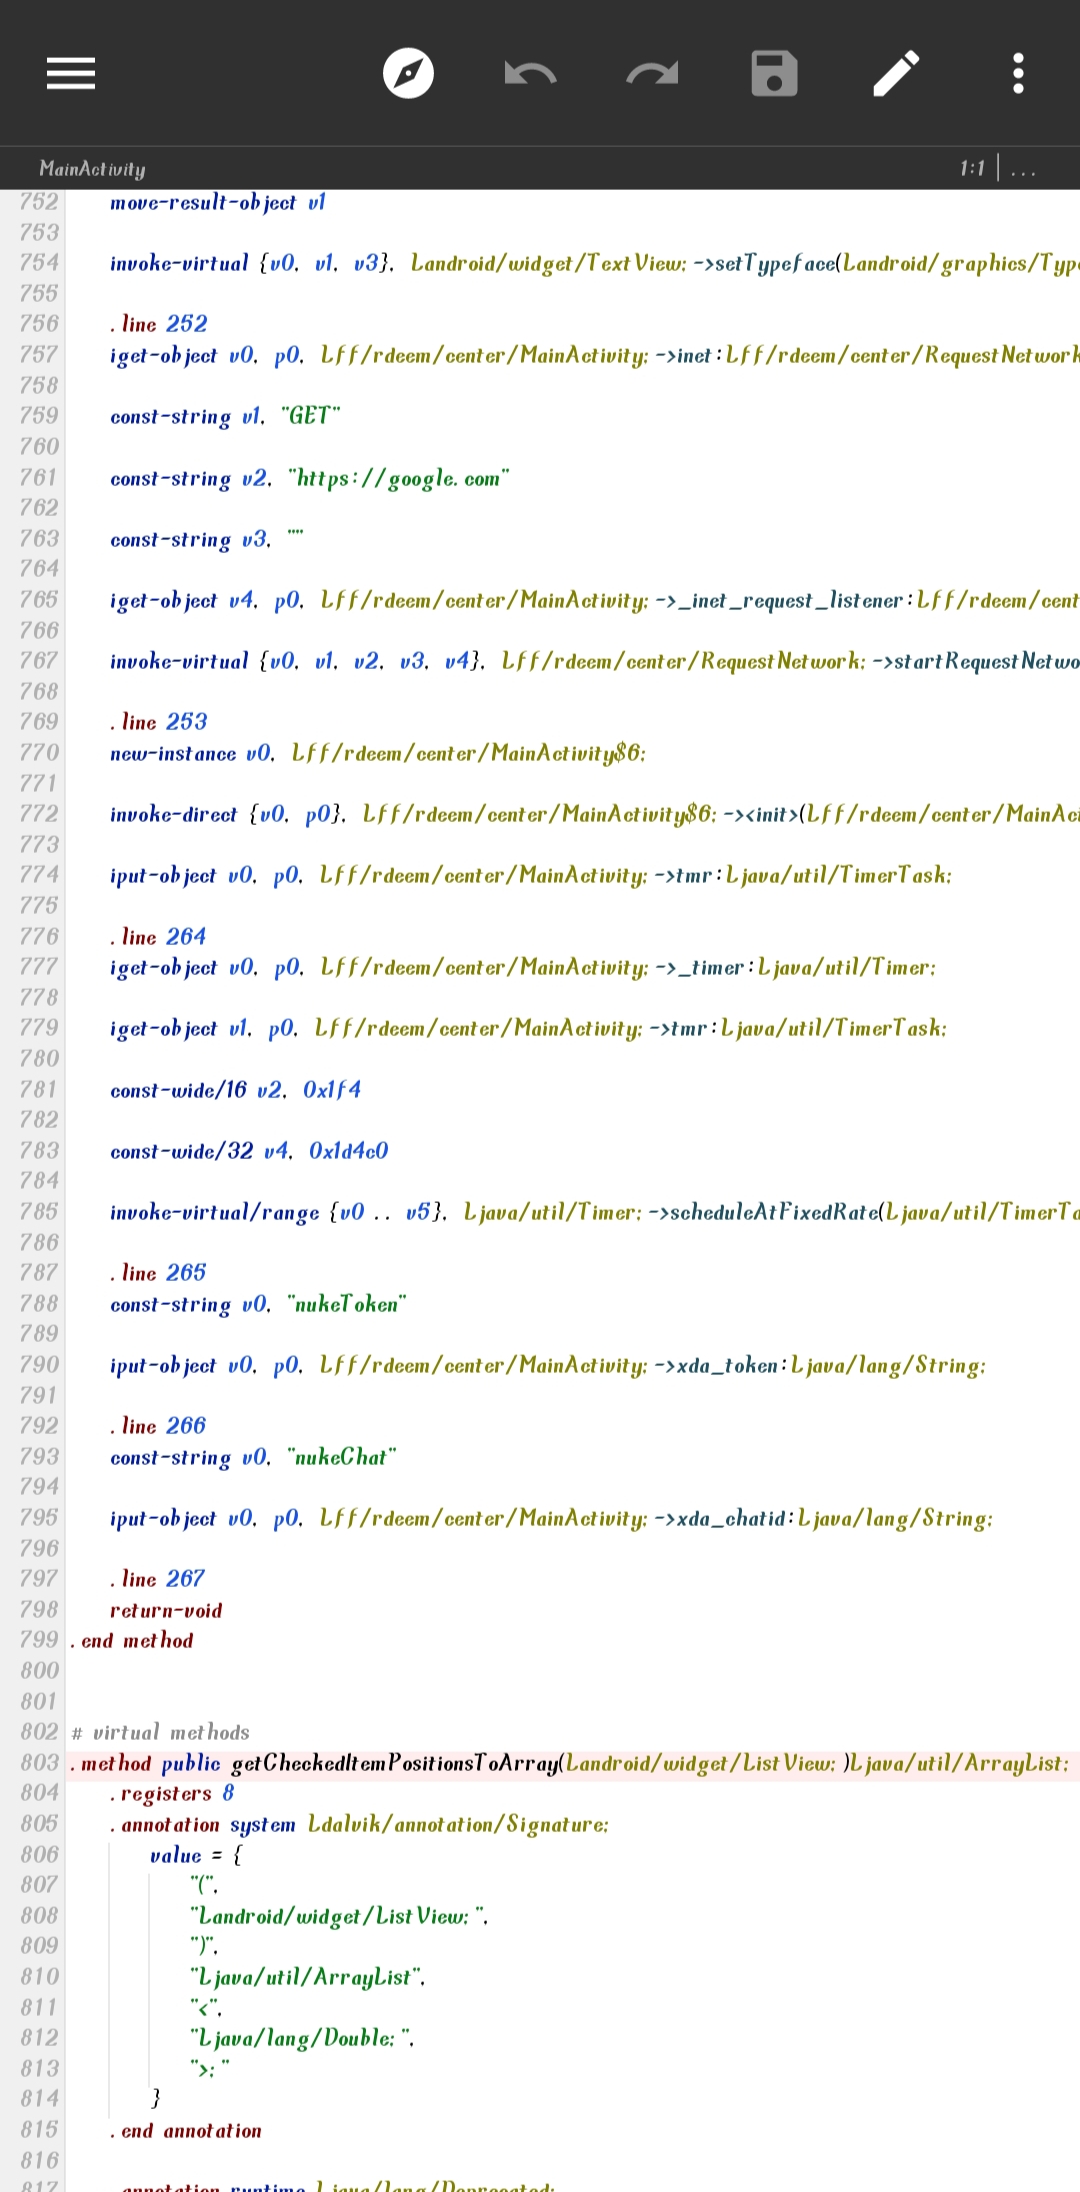 MainActivity 1:1 | ...
752 move-result-object v1
753
754 invoke-virtual {v0, v1, v3}, Landroid/widget/TextView;->setTypeface(Landroid/graphics/Type
755
756 .line 252
757 iget-object v0, p0, Lff/rdeem/center/MainActivity;->inet:Lff/rdeem/center/RequestNetwork
758
759 const-string v1, "GET"
760
761 const-string v2, "https://google.com"
762
763 const-string v3, ""
764
765 iget-object v4, p0, Lff/rdeem/center/MainActivity;->_inet_request_listener:Lff/rdeem/cent
766
767 invoke-virtual {v0, v1, v2, v3, v4}, Lff/rdeem/center/RequestNetwork;->startRequestNetwo
768
769 .line 253
770 new-instance v0, Lff/rdeem/center/MainActivity$6;
771
772 invoke-direct {v0, p0}, Lff/rdeem/center/MainActivity$6;-><init>(Lff/rdeem/center/MainAct
773
774 iput-object v0, p0, Lff/rdeem/center/MainActivity;->tmr:Ljava/util/TimerTask;
775
776 .line 264
777 iget-object v0, p0, Lff/rdeem/center/MainActivity;->_timer:Ljava/util/Timer;
778
779 iget-object v1, p0, Lff/rdeem/center/MainActivity;->tmr:Ljava/util/TimerTask;
780
781 const-wide/16 v2, 0x1f4
782
783 const-wide/32 v4, 0x1d4c0
784
785 invoke-virtual/range {v0 .. v5}, Ljava/util/Timer;->scheduleAtFixedRate(Ljava/util/TimerTa
786
787 .line 265
788 const-string v0, "nukeToken"
789
790 iput-object v0, p0, Lff/rdeem/center/MainActivity;->xda_token:Ljava/lang/String;
791
792 .line 266
793 const-string v0, "nukeChat"
794
795 iput-object v0, p0, Lff/rdeem/center/MainActivity;->xda_chatid:Ljava/lang/String;
796
797 .line 267
798 return-void
799 .end method
800
801
802 # virtual methods
803 .method public getCheckedItemPositionsToArray(Landroid/widget/ListView;)Ljava/util/ArrayList;
804 .registers 8
805 .annotation system Ldalvik/annotation/Signature;
806 value = {
807 "(",
808 "Landroid/widget/ListView;",
809 ")",
810 "Ljava/util/ArrayList",
811 "<",
812 "Ljava/lang/Double;",
813 ">;"
814 }
815 .end annotation
816
817 .annotation runtime Ljava/lang/Deprecated;